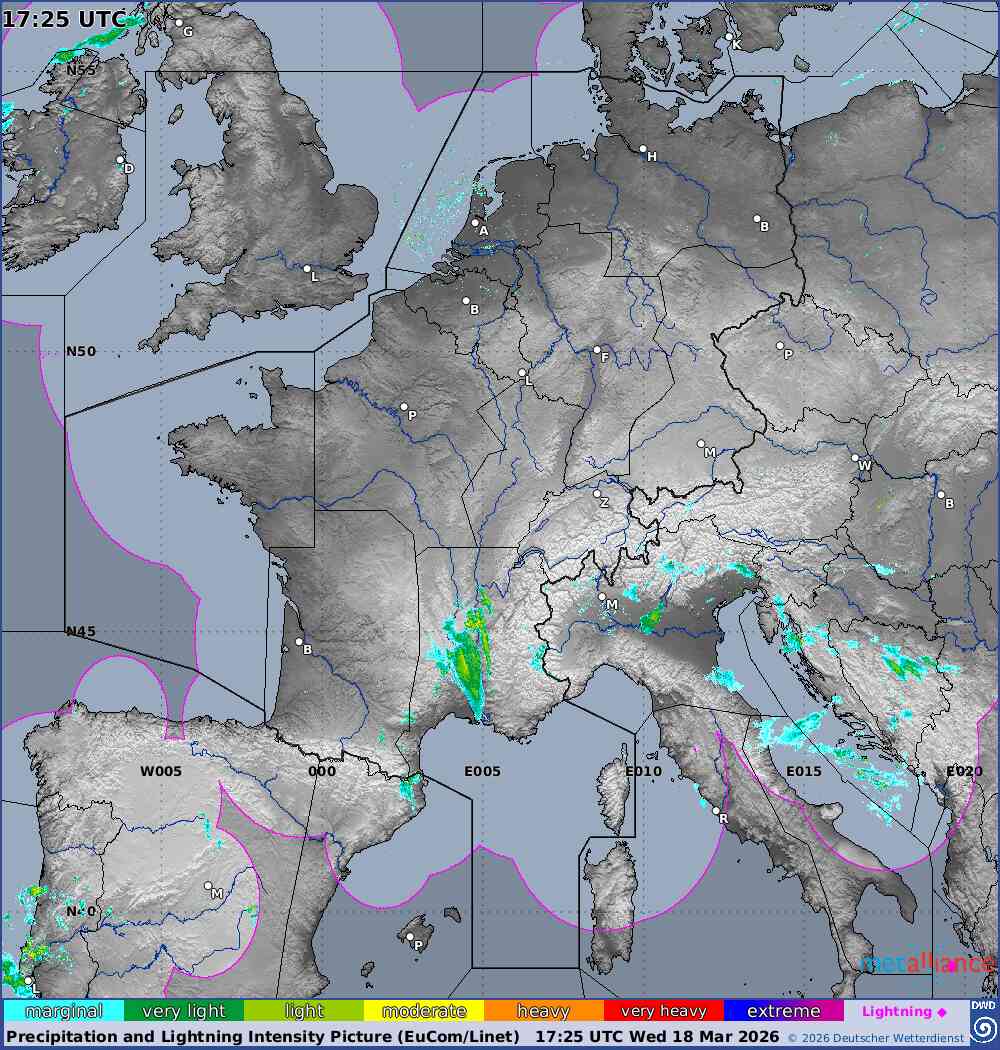 17:25 UTC
G
K
N55
H
D
B
A
L
B
N50
F
P
L
P
M
W
Z
B
M
N45
B
W005
000
E005
E010
E015
E020
R
M
N40
P
L
metalliance
marginal
very light
light
moderate
heavy
very heavy
extreme
Lightning ◆
DWD
Precipitation and Lightning Intensity Picture (EuCom/Linet) 17:25 UTC Wed 18 Mar 2026 © 2026 Deutscher Wetterdienst